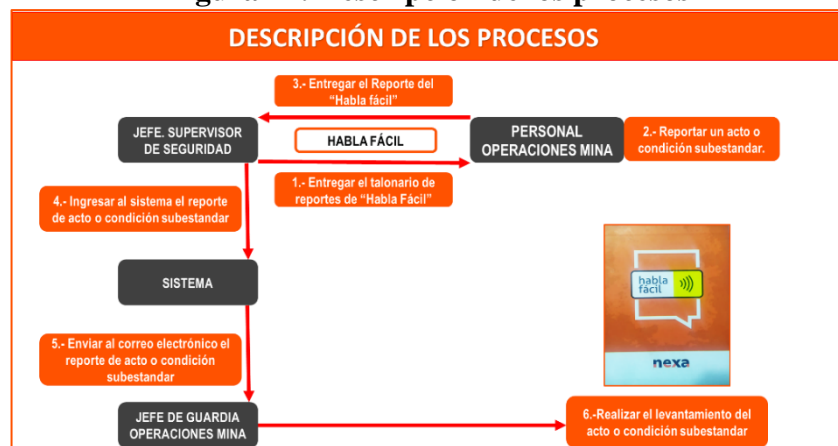 DESCRIPCIÓN DE LOS PROCESOS
3.- Entregar el Reporte del
“Habla fácil”
JEFE. SUPERVISOR
DE SEGURIDAD
HABLA FÁCIL
PERSONAL
OPERACIONES MINA
2.- Reportar un acto o
condición subestandar.
1.- Entregar el talonario de
reportes de “Habla Fácil”
4.- Ingresar al sistema el reporte
de acto o condición subestandar
SISTEMA
habla
fácil
nexa
5.- Enviar al correo electrónico el
reporte de acto o condición
subestandar
JEFE DE GUARDIA
OPERACIONES MINA
6.-Realizar el levantamiento del
acto o condición subestandar